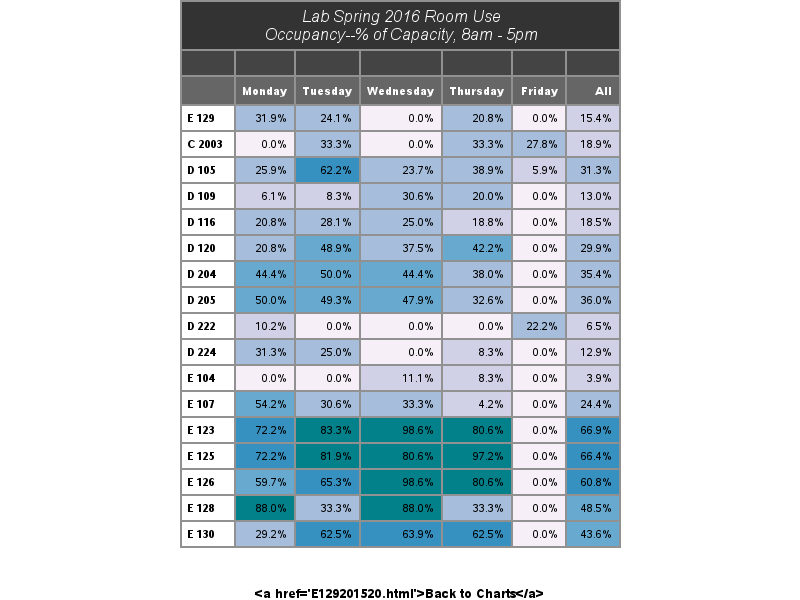 Lab Spring 2016 Room Use
Occupancy--% of Capacity, 8am - 5pm
Monday Tuesday Wednesday Thursday Friday All
E 129 31.9% 24.1% 0.0% 20.8% 0.0% 15.4%
C 2003 0.0% 33.3% 0.0% 33.3% 27.8% 18.9%
D 105 25.9% 62.2% 23.7% 38.9% 5.9% 31.3%
D 109 6.1% 8.3% 30.6% 20.0% 0.0% 13.0%
D 116 20.8% 28.1% 25.0% 18.8% 0.0% 18.5%
D 120 20.8% 48.9% 37.5% 42.2% 0.0% 29.9%
D 204 44.4% 50.0% 44.4% 38.0% 0.0% 35.4%
D 205 50.0% 49.3% 47.9% 32.6% 0.0% 36.0%
D 222 10.2% 0.0% 0.0% 0.0% 22.2% 6.5%
D 224 31.3% 25.0% 0.0% 8.3% 0.0% 12.9%
E 104 0.0% 0.0% 11.1% 8.3% 0.0% 3.9%
E 107 54.2% 30.6% 33.3% 4.2% 0.0% 24.4%
E 123 72.2% 83.3% 98.6% 80.6% 0.0% 66.9%
E 125 72.2% 81.9% 80.6% 97.2% 0.0% 66.4%
E 126 59.7% 65.3% 98.6% 80.6% 0.0% 60.8%
E 128 88.0% 33.3% 88.0% 33.3% 0.0% 48.5%
E 130 29.2% 62.5% 63.9% 62.5% 0.0% 43.6%
<a href='E129201520.html'>Back to Charts</a>